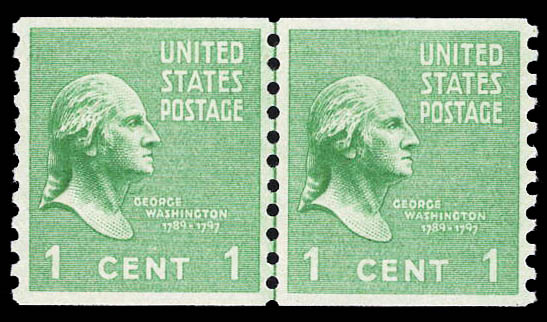 UNITED
STATES
POSTAGE
GEORGE
WASHINGTON
1789-1797
1 CENT 1
UNITED
STATES
POSTAGE
GEORGE
WASHINGTON
1789-1797
1 CENT 1